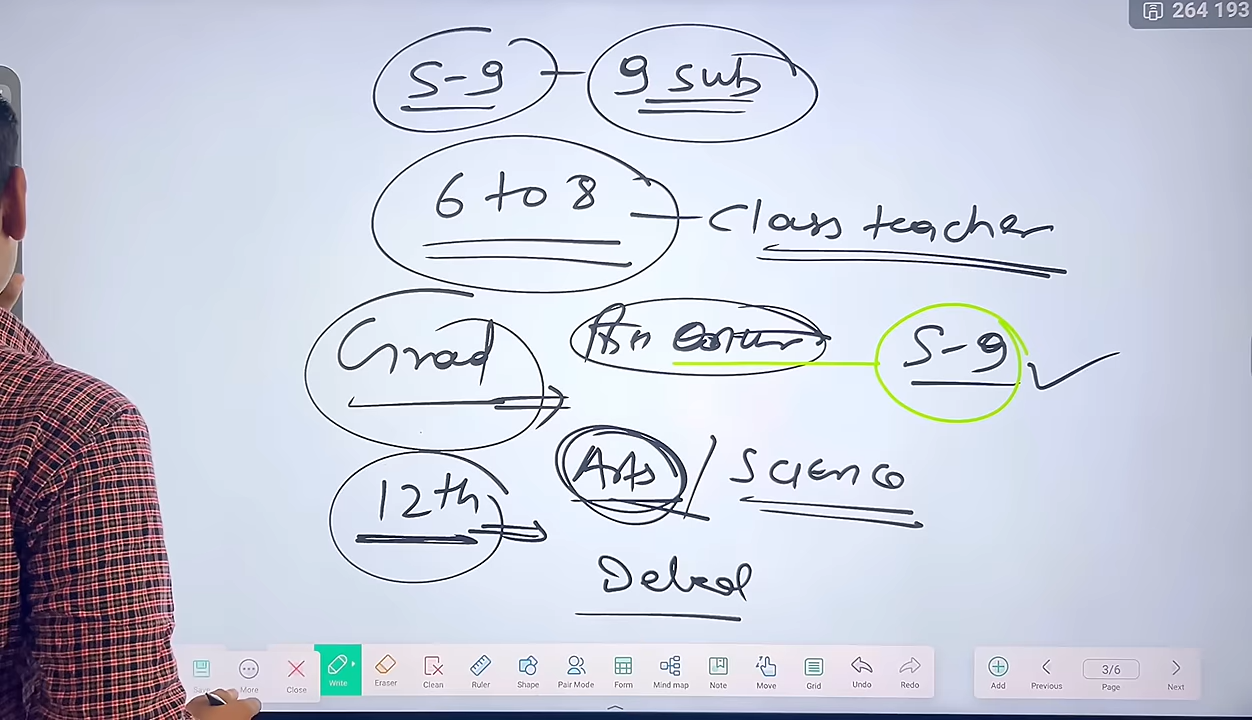 264 193
S-9 - 9 sub
6 to 8 - Class teacher
Grad S-9
12th Arts / Science
More
Close
Write
Eraser
Clean
Ruler
Shape
Pair Mode
Form
Mind map
Note
Move
Grid
Undo
Redo
Add
Previous
3/6
Page
Next